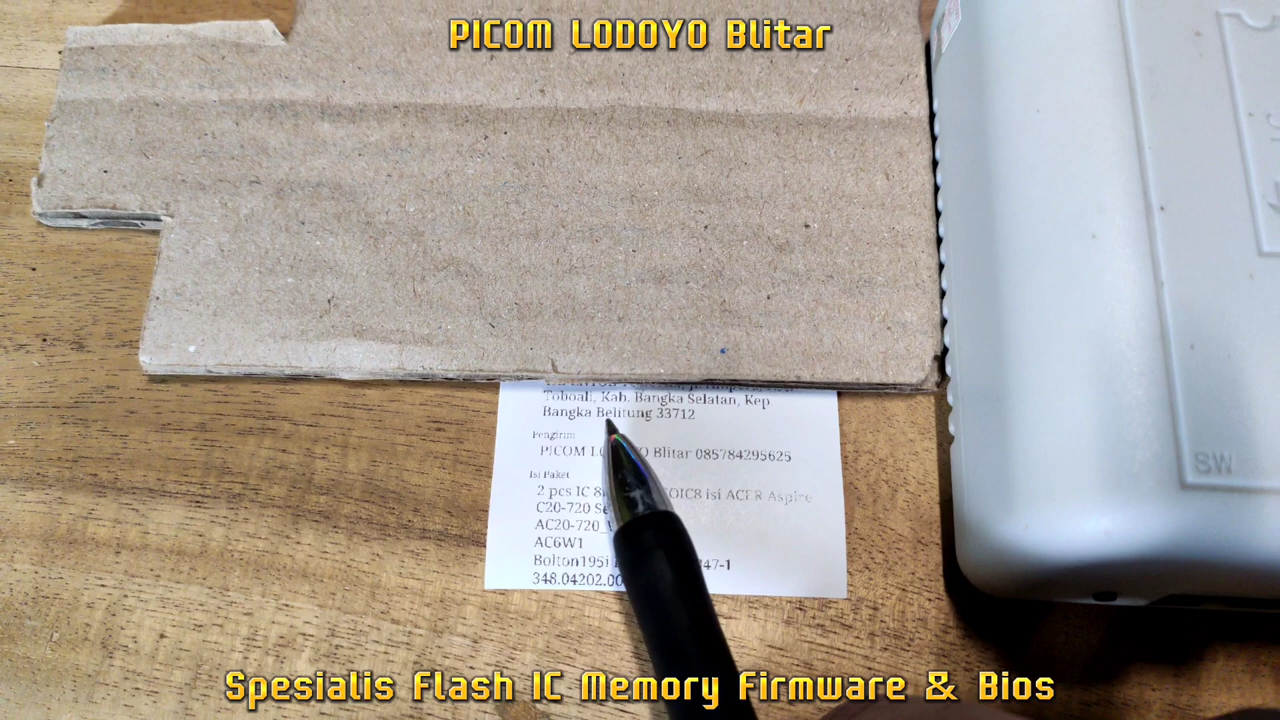 PICOM LODOYO Blitar
Toboali, Kab. Bangka Selatan, Kep
Bangka Belitung 33712
Pengirim
PICOM Blitar 085784295625
Isi Paket
2 pcs IC isi ACER Aspire
C20-720
AC20-720_
AC6W1
Bolton195i 47-1
348.04202.00
SW
Spesialis Flash IC Memory Firmware & Bios